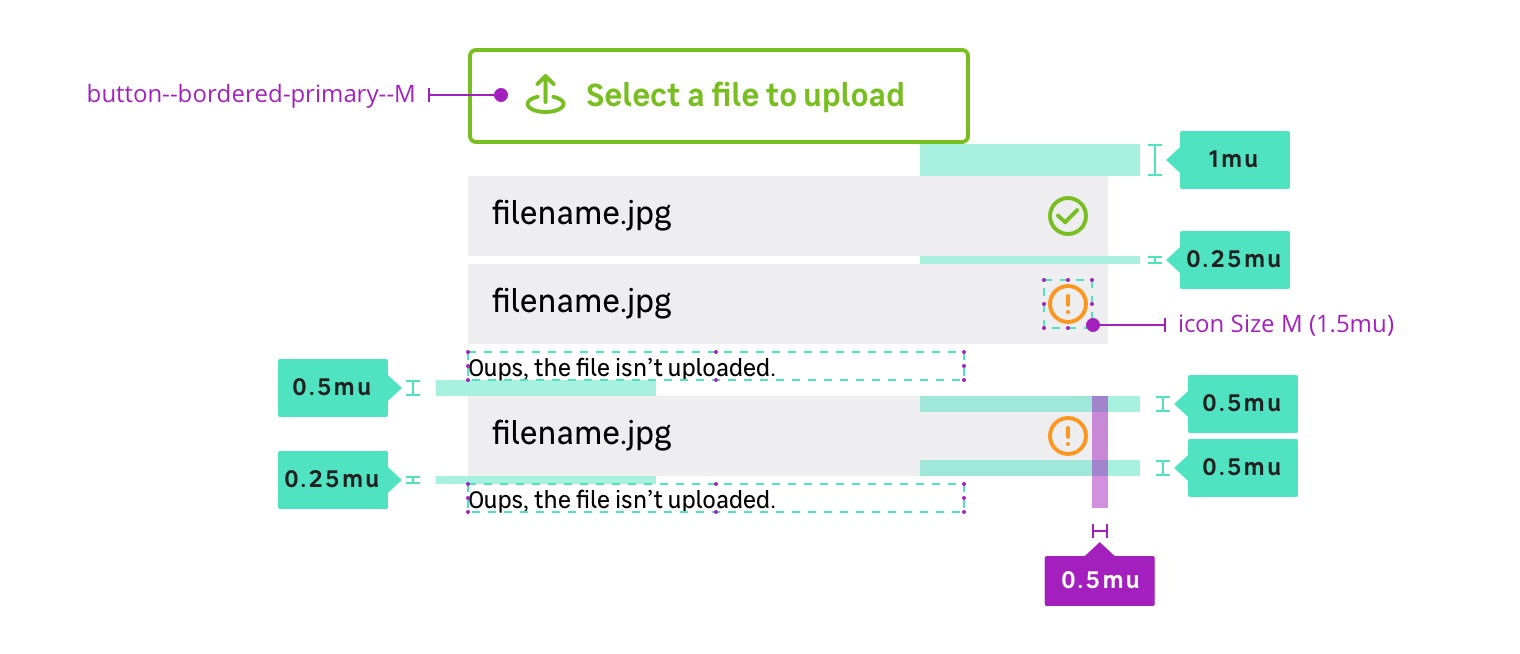 button--bordered-primary--M
Select a file to upload
1mu
filename.jpg
0.25mu
filename.jpg
icon Size M (1.5mu)
Oups, the file isn’t uploaded.
0.5mu
0.5mu
filename.jpg
0.5mu
0.25mu
Oups, the file isn’t uploaded.
0.5mu